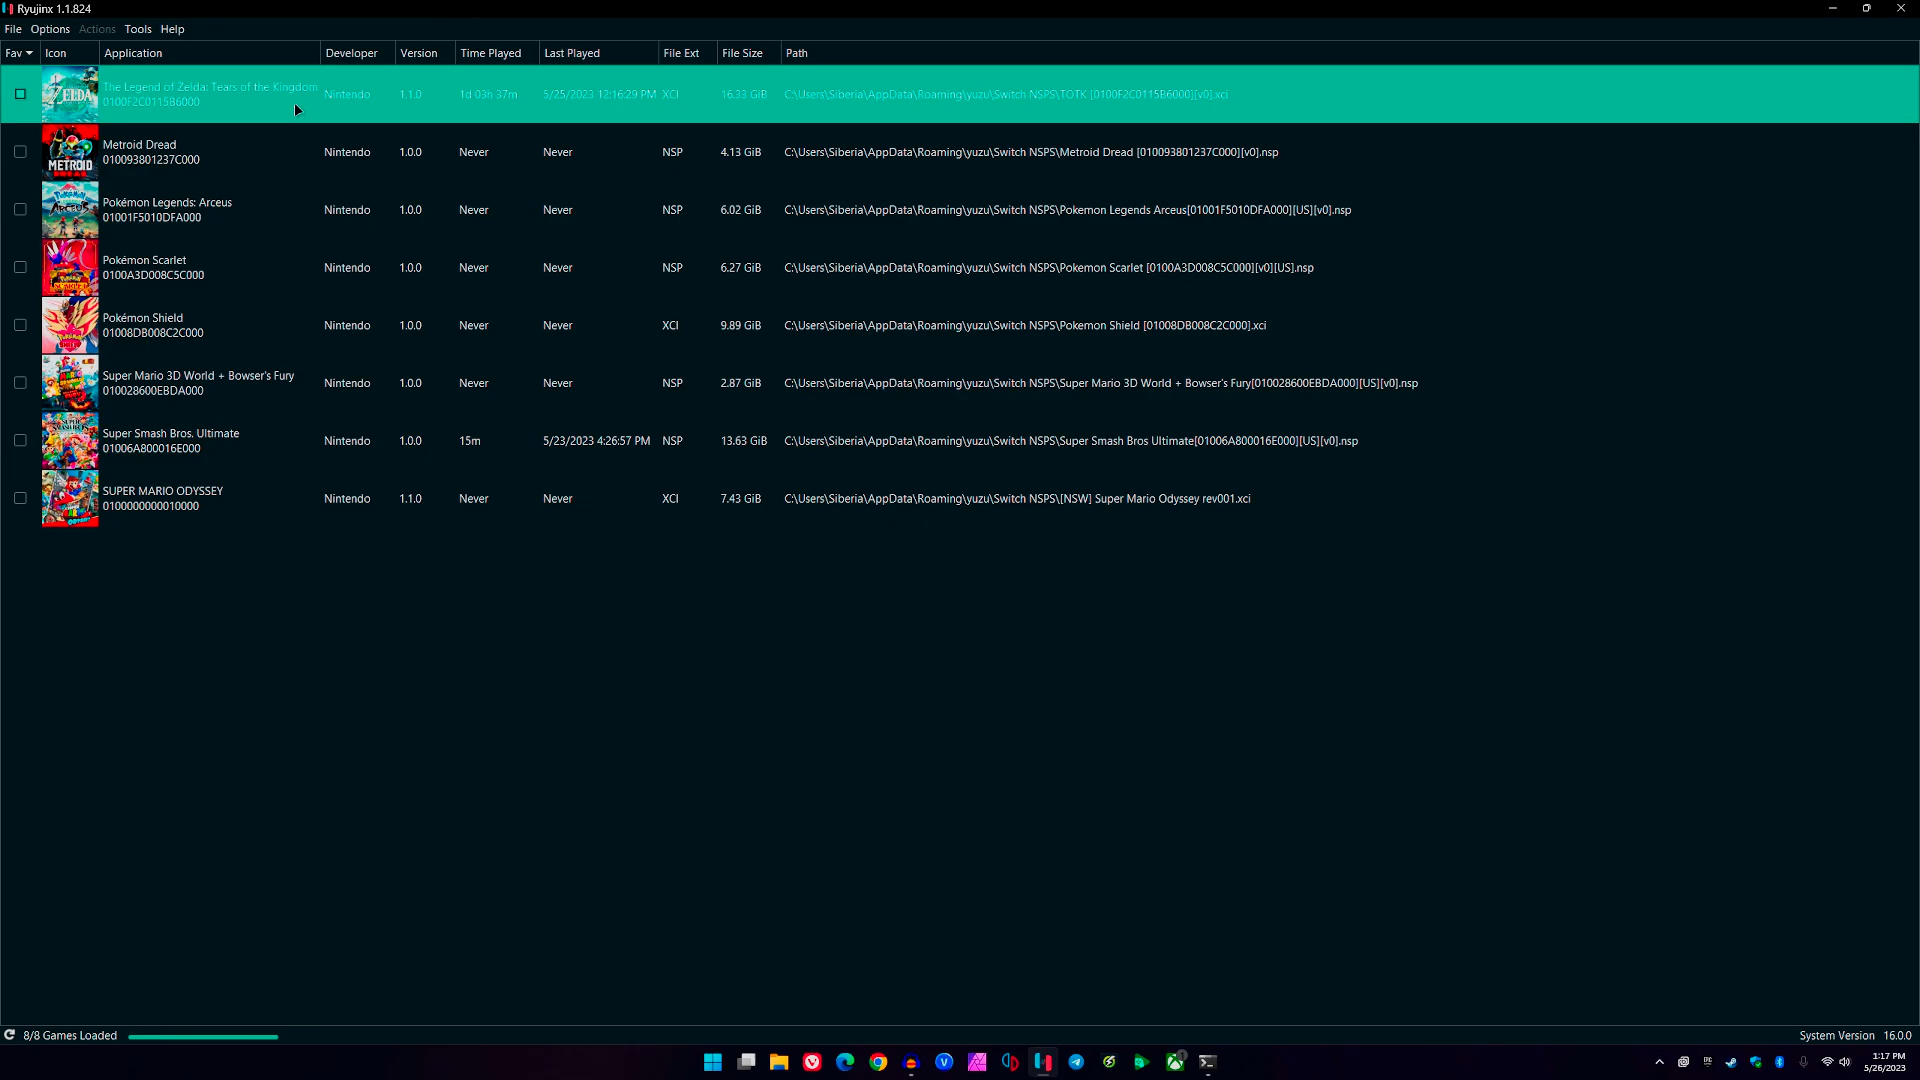 Ryujinx 1.1.824
File Options Actions Tools Help
Fav Icon Application Developer Version Time Played Last Played File Ext File Size Path
ZELDA
The Legend of Zelda: Tears of the Kingdom
0100F2C0115B6000
Nintendo 1.1.0 1d 03h 37m 5/25/2023 12:16:29 PM XCI 16.33 GiB C:\Users\Siberia\AppData\Roaming\yuzu\Switch NSPS\TOTK [0100F2C0115B6000][v0].xci
METROID
Metroid Dread
010093801237C000
Nintendo 1.0.0 Never Never NSP 4.13 GiB C:\Users\Siberia\AppData\Roaming\yuzu\Switch NSPS\Metroid Dread [010093801237C000][v0].nsp
ARCEUS
Pokémon Legends: Arceus
01001F5010DFA000
Nintendo 1.0.0 Never Never NSP 6.02 GiB C:\Users\Siberia\AppData\Roaming\yuzu\Switch NSPS\Pokemon Legends Arceus[01001F5010DFA000][US][v0].nsp
Pokémon Scarlet
0100A3D008C5C000
Nintendo 1.0.0 Never Never NSP 6.27 GiB C:\Users\Siberia\AppData\Roaming\yuzu\Switch NSPS\Pokemon Scarlet [0100A3D008C5C000][v0][US].nsp
Pokémon Shield
01008DB008C2C000
Nintendo 1.0.0 Never Never XCI 9.89 GiB C:\Users\Siberia\AppData\Roaming\yuzu\Switch NSPS\Pokemon Shield [01008DB008C2C000].xci
Super Mario 3D World + Bowser's Fury
010028600EBDA000
Nintendo 1.0.0 Never Never NSP 2.87 GiB C:\Users\Siberia\AppData\Roaming\yuzu\Switch NSPS\Super Mario 3D World + Bowser's Fury[010028600EBDA000][US][v0].nsp
Super Smash Bros. Ultimate
01006A800016E000
Nintendo 1.0.0 15m 5/23/2023 4:26:57 PM NSP 13.63 GiB C:\Users\Siberia\AppData\Roaming\yuzu\Switch NSPS\Super Smash Bros Ultimate[01006A800016E000][US][v0].nsp
SUPER MARIO ODYSSEY
0100000000010000
Nintendo 1.1.0 Never Never XCI 7.43 GiB C:\Users\Siberia\AppData\Roaming\yuzu\Switch NSPS\[NSW] Super Mario Odyssey rev001.xci
8/8 Games Loaded
System Version 16.0.0
1:17 PM
5/26/2023